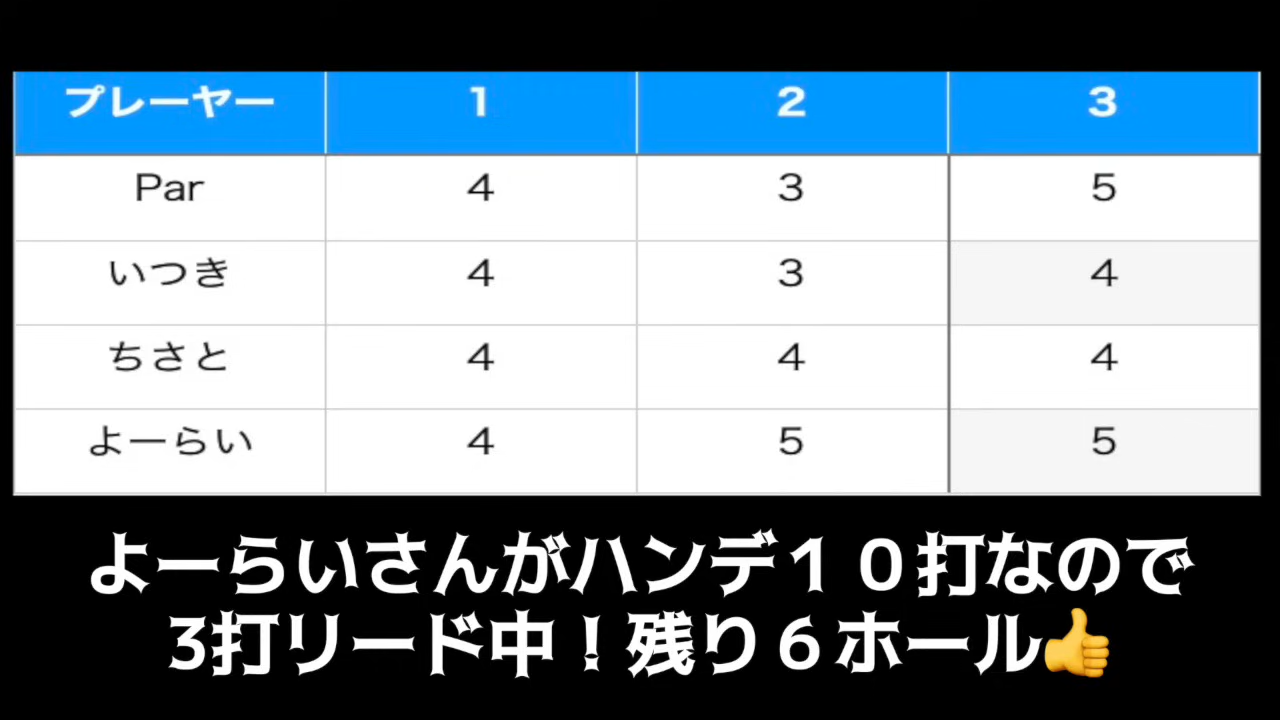 プレーヤー 1 2 3
Par 4 3 5
いつき 4 3 4
ちさと 4 4 4
よーらい 4 5 5
よーらいさんがハンデ１０打なので
3打リード中！残り６ホール👍